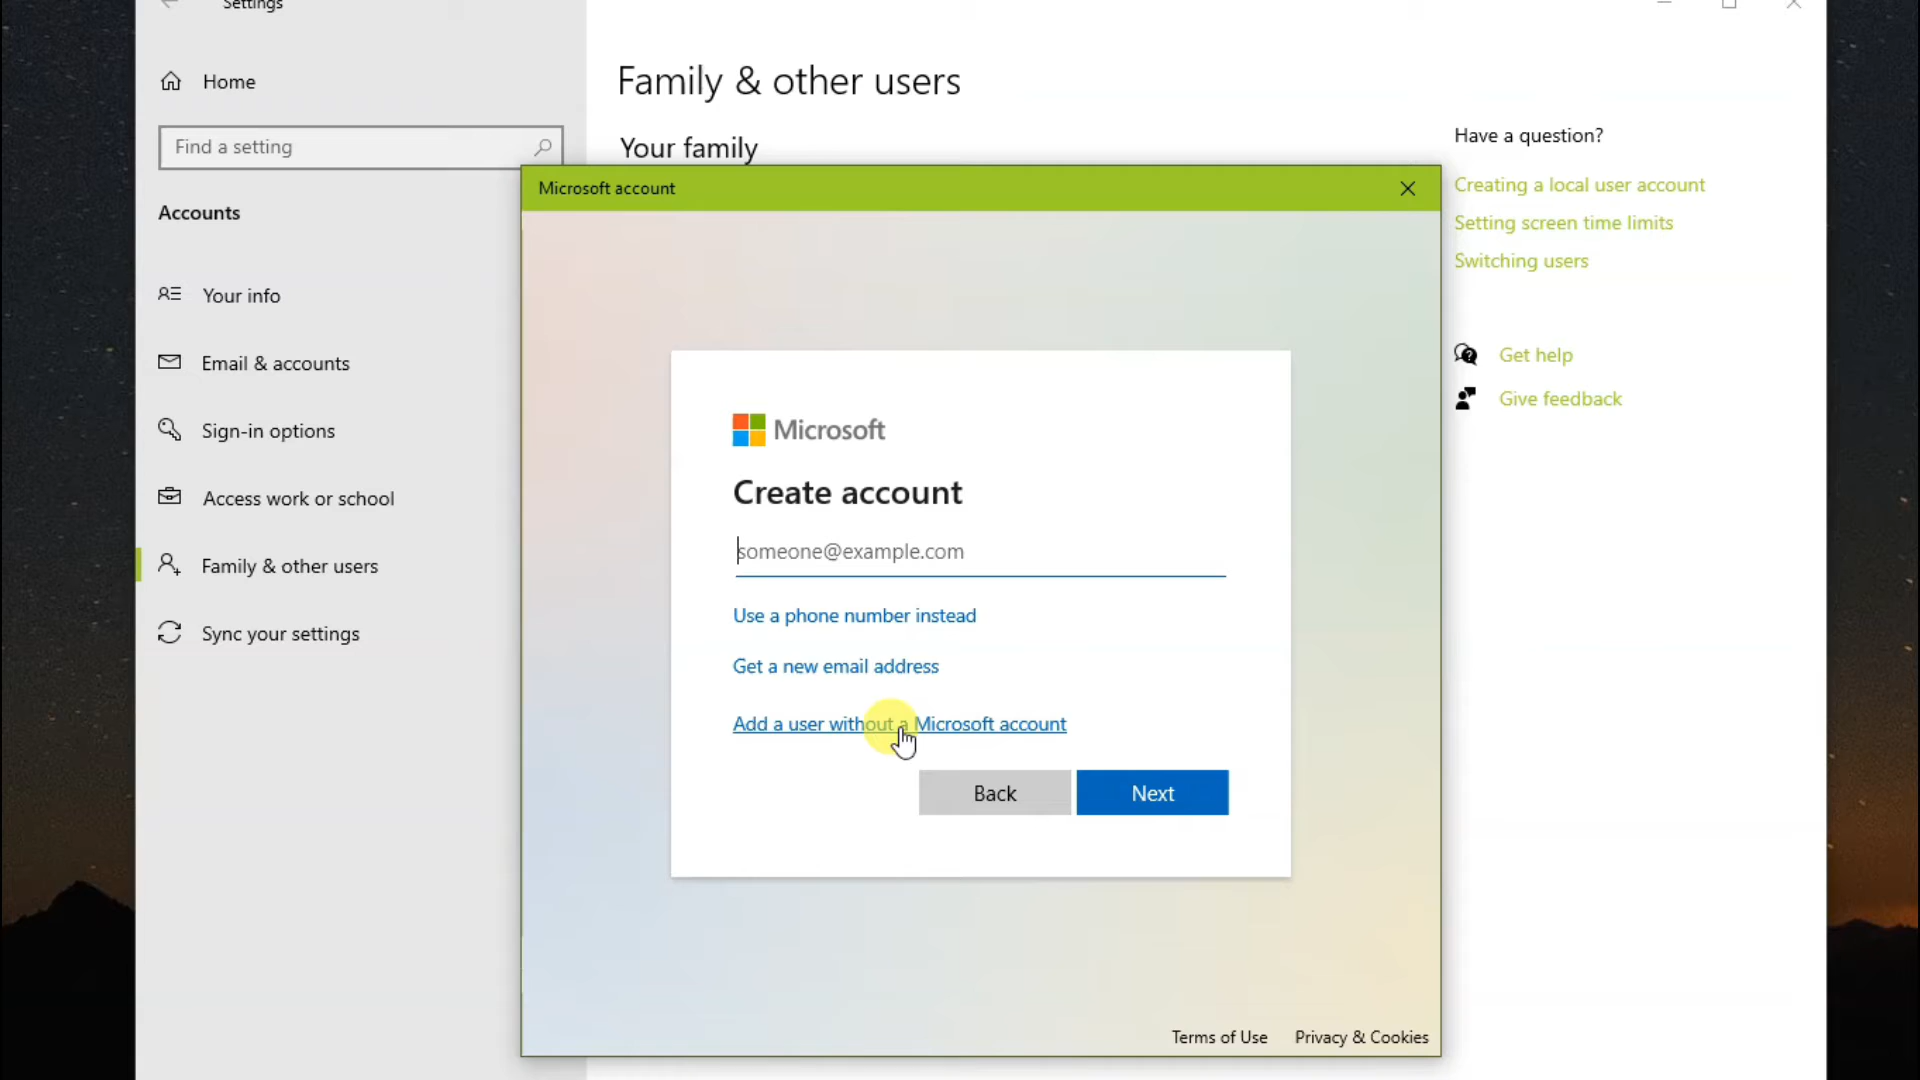 Settings
Home
Find a setting
Accounts
Your info
Email & accounts
Sign-in options
Access work or school
Family & other users
Sync your settings
Family & other users
Your family
Microsoft account
Microsoft
Create account
someone@example.com
Use a phone number instead
Get a new email address
Add a user without a Microsoft account
Back
Next
Terms of Use
Privacy & Cookies
Have a question?
Creating a local user account
Setting screen time limits
Switching users
Get help
Give feedback